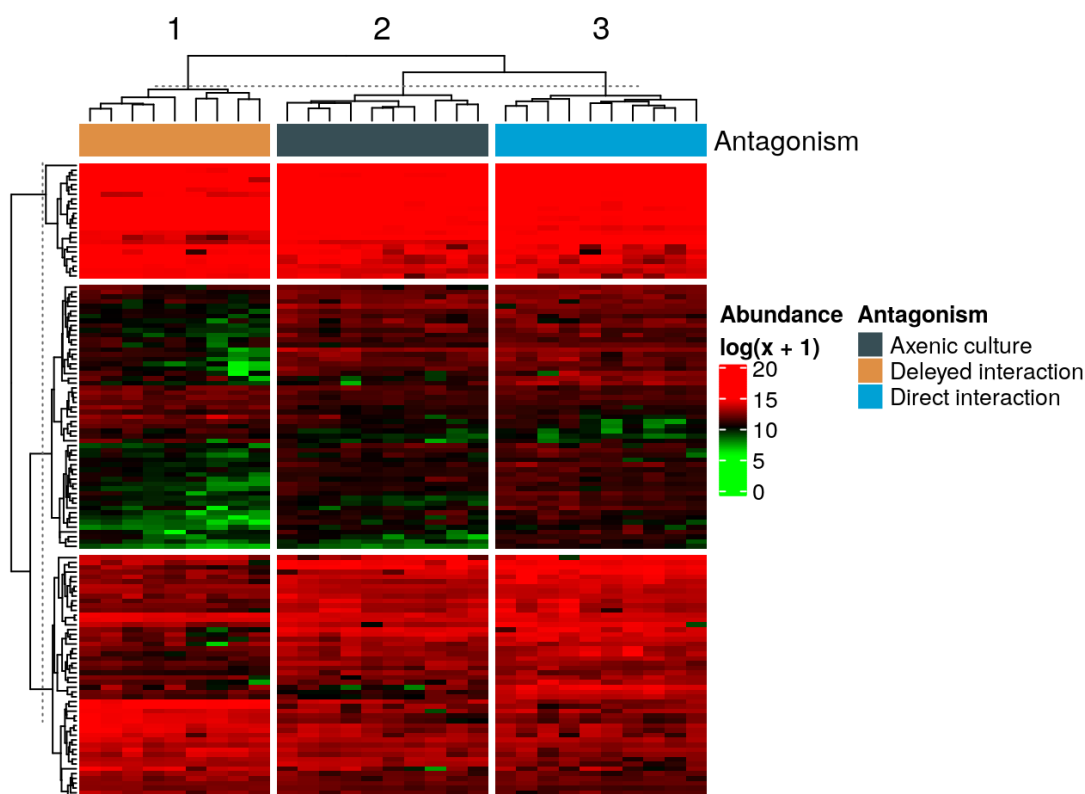 1 2 3
Antagonism
Abundance
log(x + 1)
20
15
10
5
0
Antagonism
Axenic culture
Deleyed interaction
Direct interaction